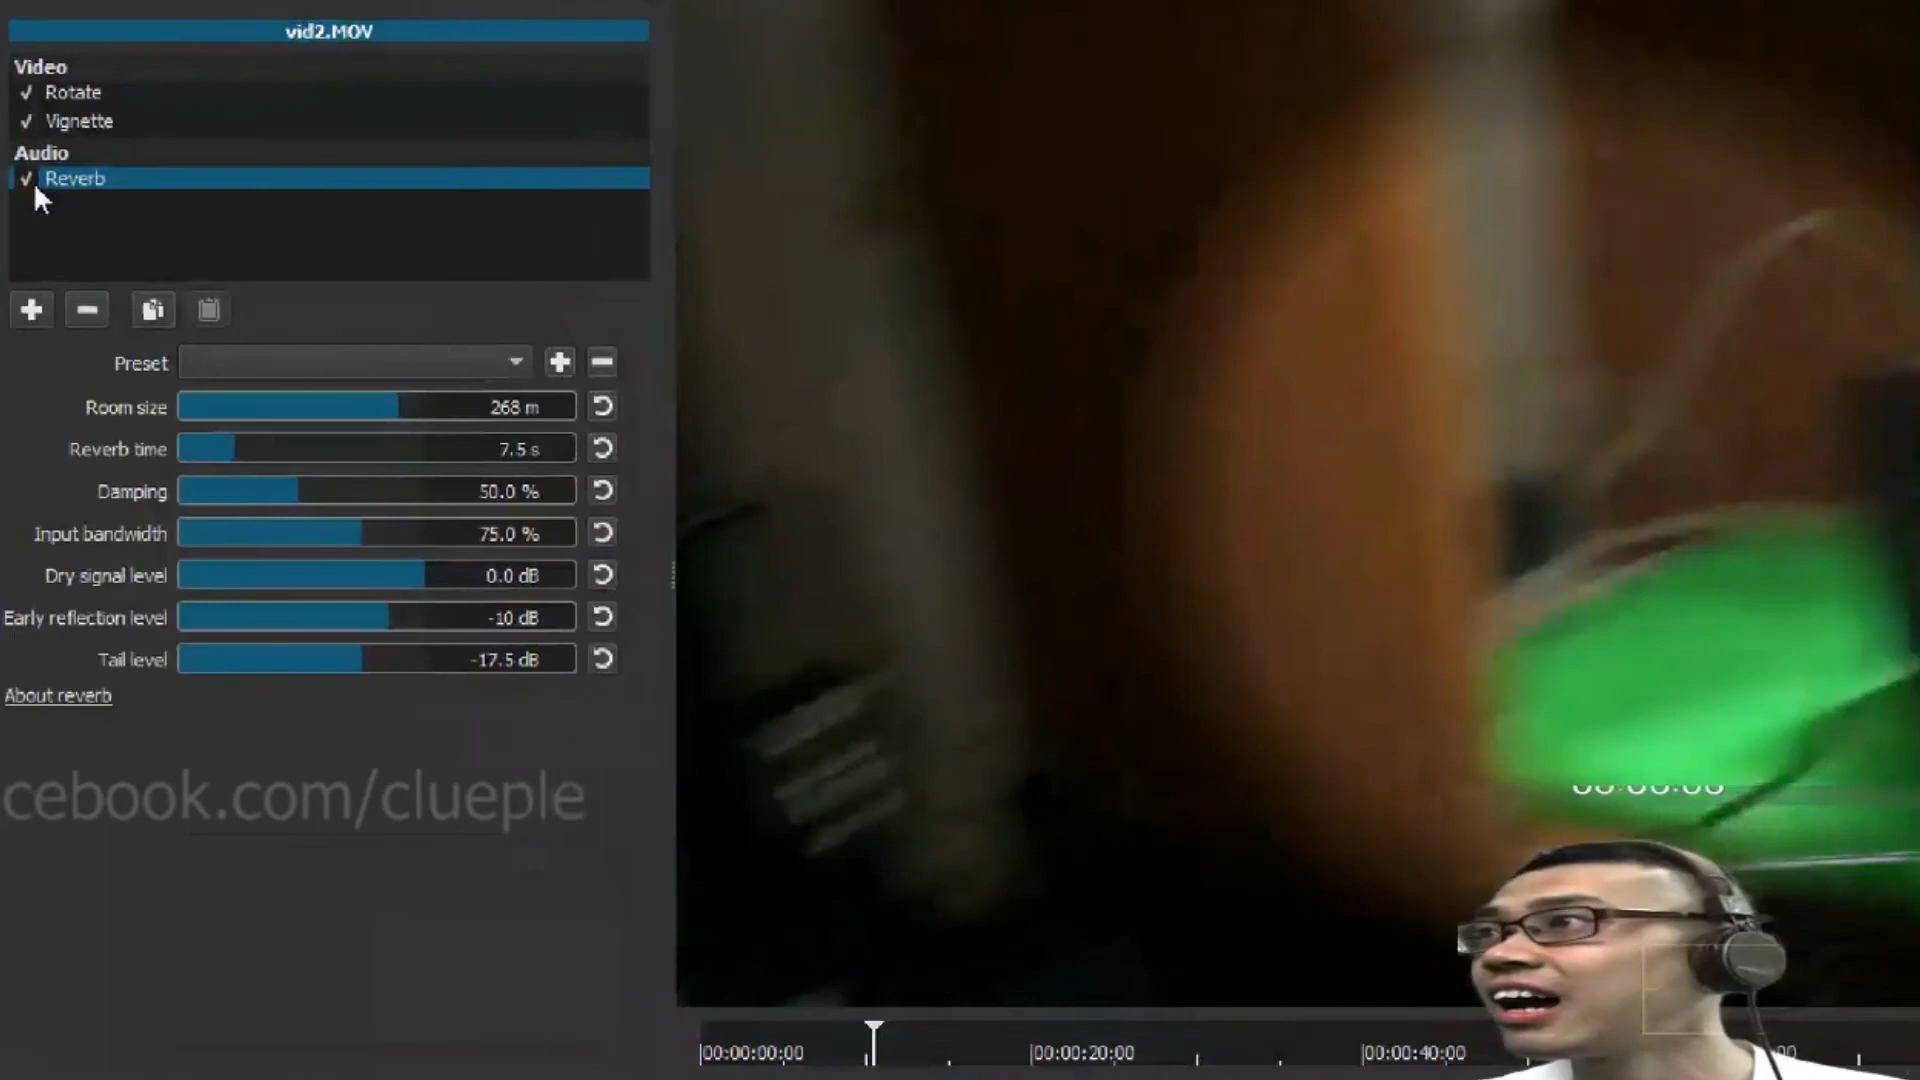 vid2.MOV
Video
✓ Rotate
✓ Vignette
Audio
✓ Reverb
Preset
Room size 268 m
Reverb time 7.5 s
Damping 50.0 %
Input bandwidth 75.0 %
Dry signal level 0.0 dB
Early reflection level -10 dB
Tail level -17.5 dB
About reverb
cebook.com/clueple
00:00:00;00 00:00:20;00 00:00:40;00